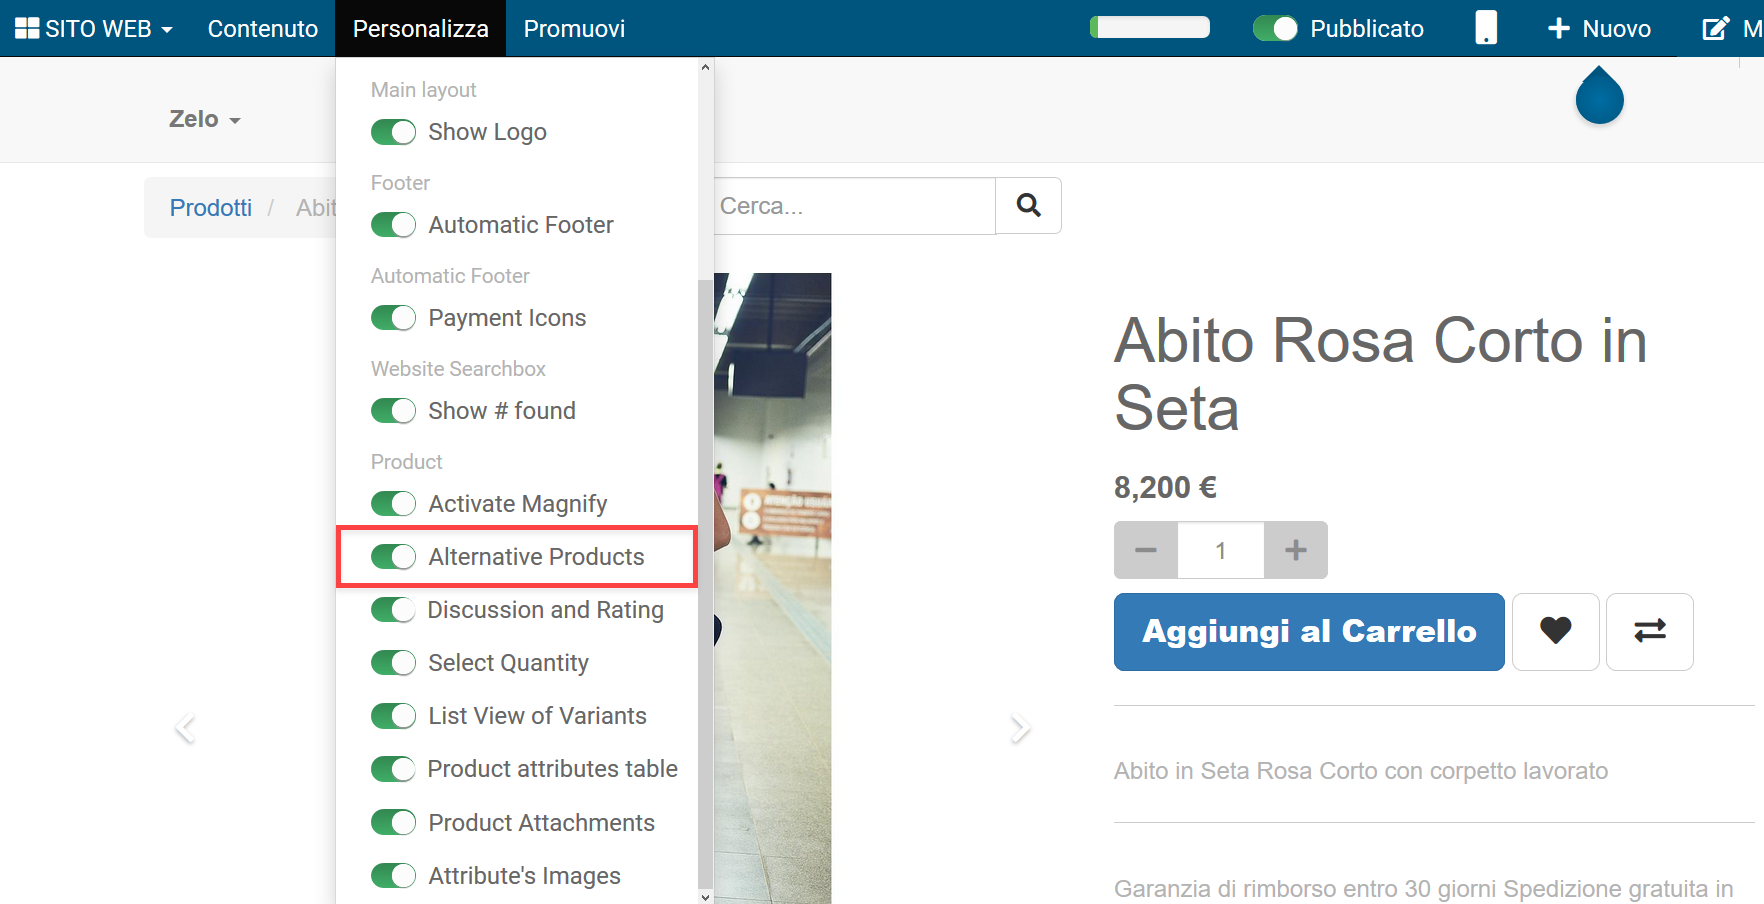 SITO WEB
Contenuto
Personalizza
Promuovi
Pubblicato
Nuovo
M
Zelo
Main layout
Show Logo
Footer
Automatic Footer
Automatic Footer
Payment Icons
Website Searchbox
Show # found
Product
Activate Magnify
Alternative Products
Discussion and Rating
Select Quantity
List View of Variants
Product attributes table
Product Attachments
Attribute's Images
Prodotti / Abit
Cerca...
Abito Rosa Corto in
Seta
8,200 €
1
Aggiungi al Carrello
Abito in Seta Rosa Corto con corpetto lavorato
Garanzia di rimborso entro 30 giorni Spedizione gratuita in